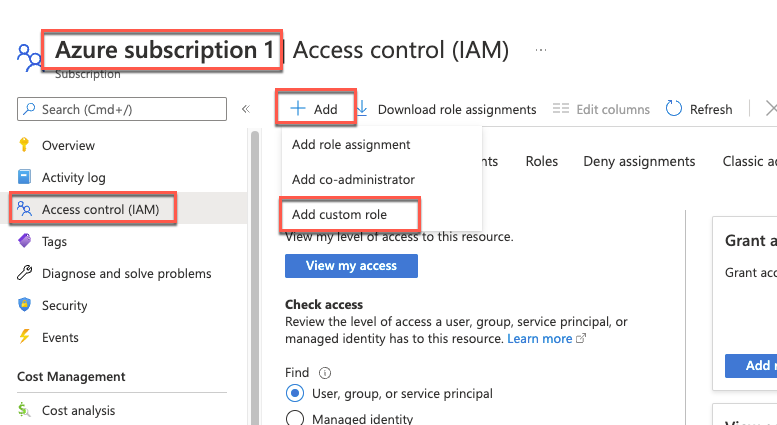 Azure subscription 1 | Access control (IAM) ...
Subscription
Search (Cmd+/) «
Add Download role assignments Edit columns Refresh
Overview
Add role assignment
Roles Deny assignments Classic
Activity log
Add co-administrator
Access control (IAM)
Add custom role
Tags
View my level of access to this resource.
Grant
Diagnose and solve problems
View my access
Grant
Security
Check access
Events
Review the level of access a user, group, service principal, or
managed identity has to this resource. Learn more
Add
Cost Management
Find
Cost analysis
User, group, or service principal
Managed identity